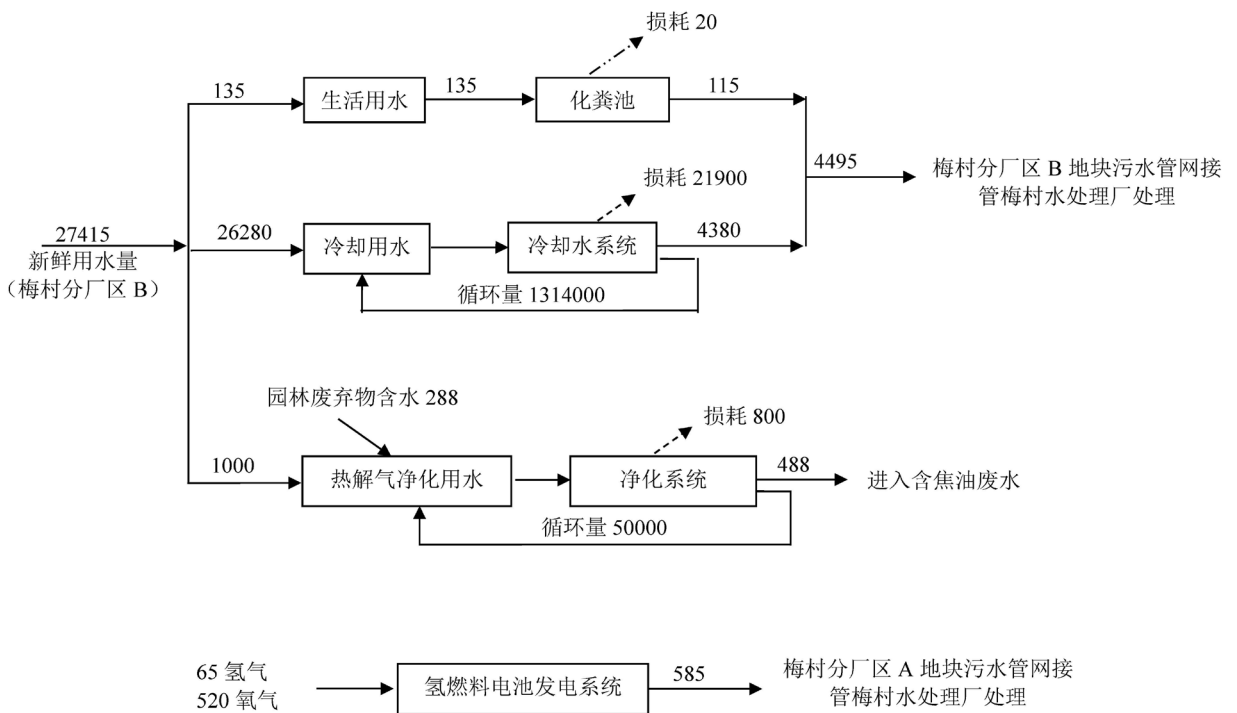 损耗 20
135
生活用水
135
化粪池
115
4495
梅村分厂区 B 地块污水管网接
管梅村水处理厂处理
损耗 21900
27415
新鲜用水量
（梅村分厂区 B）
26280
冷却用水
冷却水系统
4380
循环量 1314000
园林废弃物含水 288
损耗 800
1000
热解气净化用水
净化系统
488
进入含焦油废水
循环量 50000
65 氢气
520 氧气
氢燃料电池发电系统
585
梅村分厂区 A 地块污水管网接
管梅村水处理厂处理